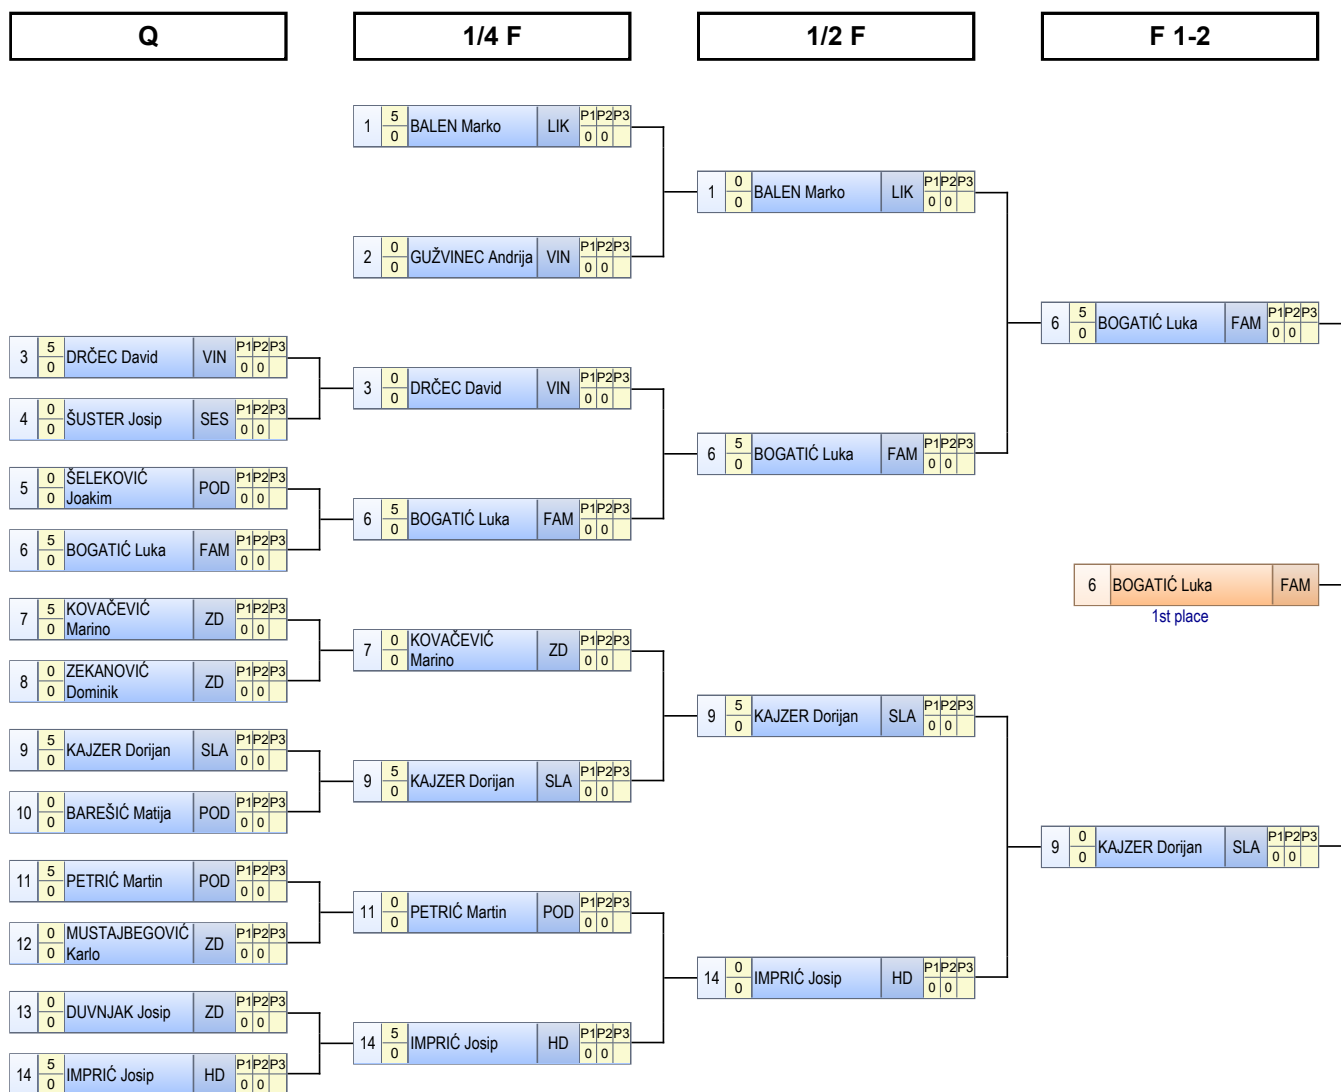 Q
1/4 F
1/2 F
F 1-2
1 5 0 BALEN Marko LIK P1 P2 P3 0 0
2 0 0 GUŽVINEC Andrija VIN P1 P2 P3 0 0
3 5 0 DRČEC David VIN P1 P2 P3 0 0
4 0 0 ŠUSTER Josip SES P1 P2 P3 0 0
5 0 0 ŠELEKOVIĆ
Joakim POD P1 P2 P3 0 0
6 5 0 BOGATIĆ Luka FAM P1 P2 P3 0 0
7 5 0 KOVAČEVIĆ
Marino ZD P1 P2 P3 0 0
8 0 0 ZEKANOVIĆ
Dominik ZD P1 P2 P3 0 0
9 5 0 KAJZER Dorijan SLA P1 P2 P3 0 0
10 0 0 BAREŠIĆ Matija POD P1 P2 P3 0 0
11 5 0 PETRIĆ Martin POD P1 P2 P3 0 0
12 0 0 MUSTAJBEGOVIĆ
Karlo ZD P1 P2 P3 0 0
13 0 0 DUVNJAK Josip ZD P1 P2 P3 0 0
14 5 0 IMPRIĆ Josip HD P1 P2 P3 0 0
3 0 0 DRČEC David VIN P1 P2 P3 0 0
6 5 0 BOGATIĆ Luka FAM P1 P2 P3 0 0
7 0 0 KOVAČEVIĆ
Marino ZD P1 P2 P3 0 0
9 5 0 KAJZER Dorijan SLA P1 P2 P3 0 0
11 0 0 PETRIĆ Martin POD P1 P2 P3 0 0
14 5 0 IMPRIĆ Josip HD P1 P2 P3 0 0
1 0 0 BALEN Marko LIK P1 P2 P3 0 0
6 5 0 BOGATIĆ Luka FAM P1 P2 P3 0 0
9 5 0 KAJZER Dorijan SLA P1 P2 P3 0 0
14 0 0 IMPRIĆ Josip HD P1 P2 P3 0 0
6 5 0 BOGATIĆ Luka FAM P1 P2 P3 0 0
6 BOGATIĆ Luka FAM
1st place
9 0 0 KAJZER Dorijan SLA P1 P2 P3 0 0